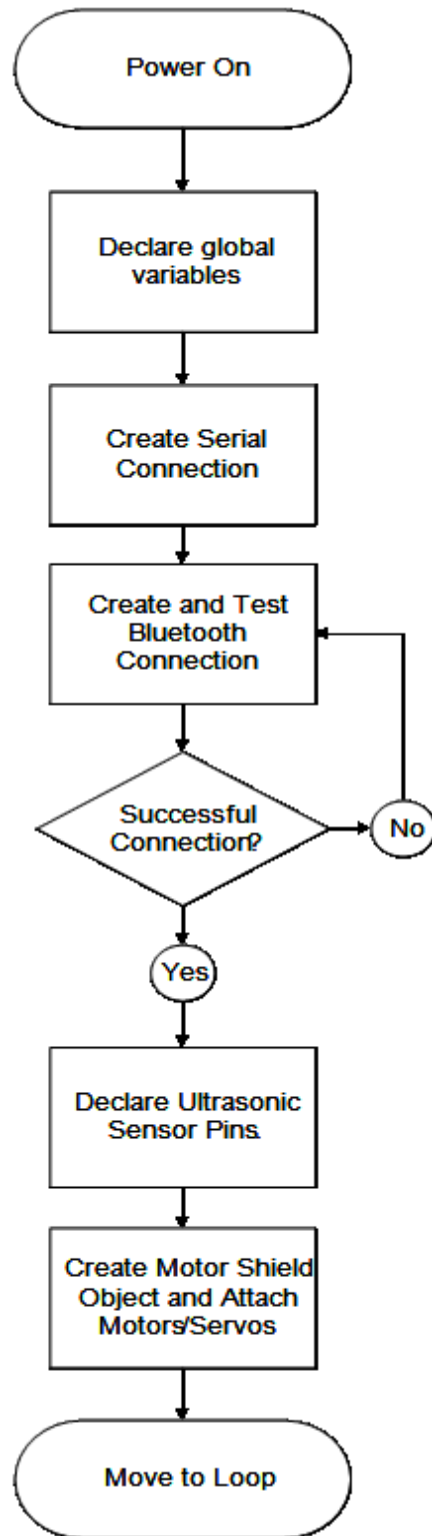 Power On
Declare global
variables
Create Serial
Connection
Create and Test
Bluetooth
Connection
Successful
Connection?
No
Yes
Declare Ultrasonic
Sensor Pins.
Create Motor Shield
Object and Attach
Motors/Servos
Move to Loop